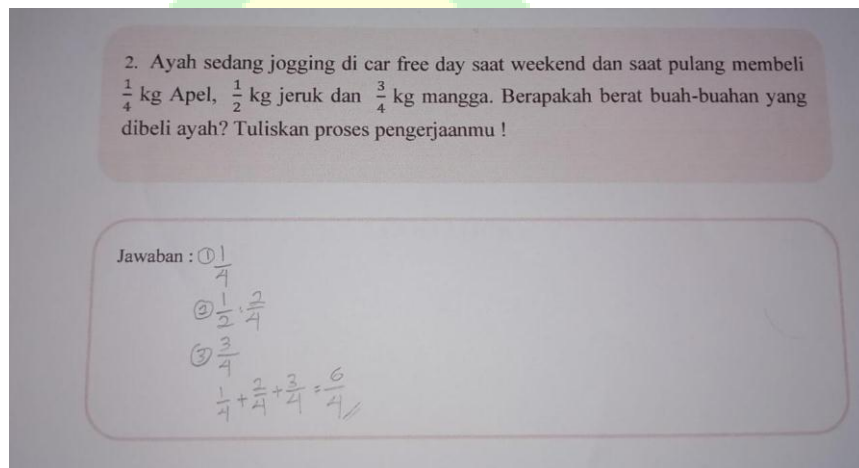 2. Ayah sedang jogging di car free day saat weekend dan saat pulang membeli
1/4 kg Apel, 1/2 kg jeruk dan 3/4 kg mangga. Berapakah berat buah-buahan yang
dibeli ayah? Tuliskan proses pengerjaanmu !
Jawaban : ① 1/4
② 1/2 : 2/4
③ 3/4
1/4 + 2/4 + 3/4 = 6/4 //